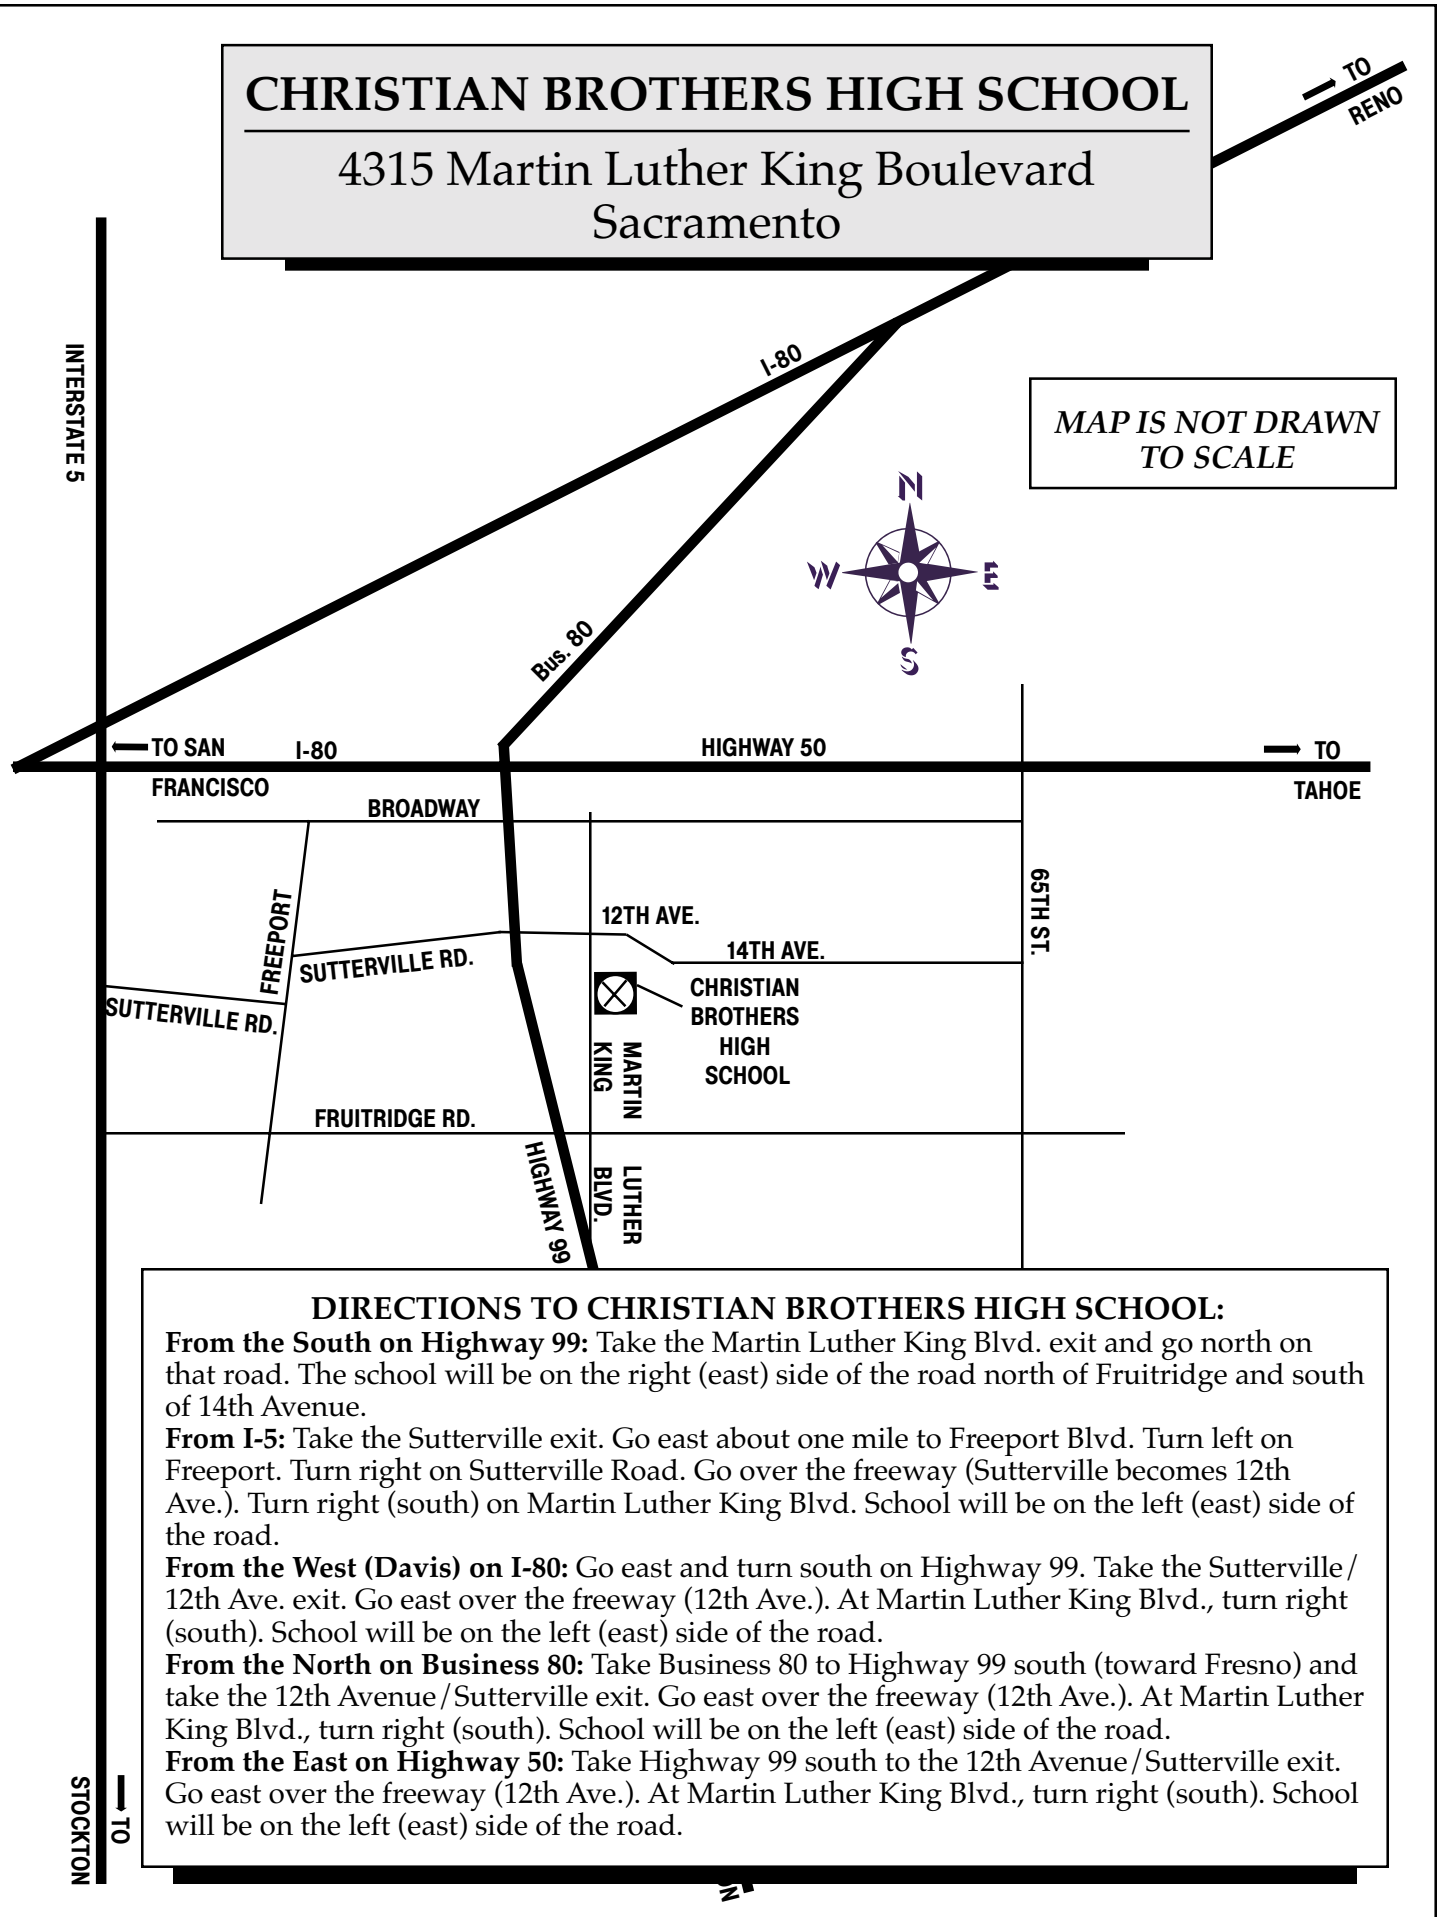 CHRISTIAN BROTHERS HIGH SCHOOL
4315 Martin Luther King Boulevard
Sacramento
TO
RENO
INTERSTATE 5
I-80
MAP IS NOT DRAWN
TO SCALE
N
W
E
S
Bus. 80
TO SAN
FRANCISCO
I-80
HIGHWAY 50
TO
TAHOE
BROADWAY
65TH ST.
FREEPORT
12TH AVE.
SUTTERVILLE RD.
14TH AVE.
SUTTERVILLE RD.
CHRISTIAN
BROTHERS
HIGH
SCHOOL
MARTIN LUTHER
KING BLVD.
FRUITRIDGE RD.
HIGHWAY 99
DIRECTIONS TO CHRISTIAN BROTHERS HIGH SCHOOL:
From the South on Highway 99: Take the Martin Luther King Blvd. exit and go north on
that road. The school will be on the right (east) side of the road north of Fruitridge and south
of 14th Avenue.
From I-5: Take the Sutterville exit. Go east about one mile to Freeport Blvd. Turn left on
Freeport. Turn right on Sutterville Road. Go over the freeway (Sutterville becomes 12th
Ave.). Turn right (south) on Martin Luther King Blvd. School will be on the left (east) side of
the road.
From the West (Davis) on I-80: Go east and turn south on Highway 99. Take the Sutterville/
12th Ave. exit. Go east over the freeway (12th Ave.). At Martin Luther King Blvd., turn right
(south). School will be on the left (east) side of the road.
From the North on Business 80: Take Business 80 to Highway 99 south (toward Fresno) and
take the 12th Avenue/Sutterville exit. Go east over the freeway (12th Ave.). At Martin Luther
King Blvd., turn right (south). School will be on the left (east) side of the road.
From the East on Highway 50: Take Highway 99 south to the 12th Avenue/Sutterville exit.
Go east over the freeway (12th Ave.). At Martin Luther King Blvd., turn right (south). School
will be on the left (east) side of the road.
TO
STOCKTON